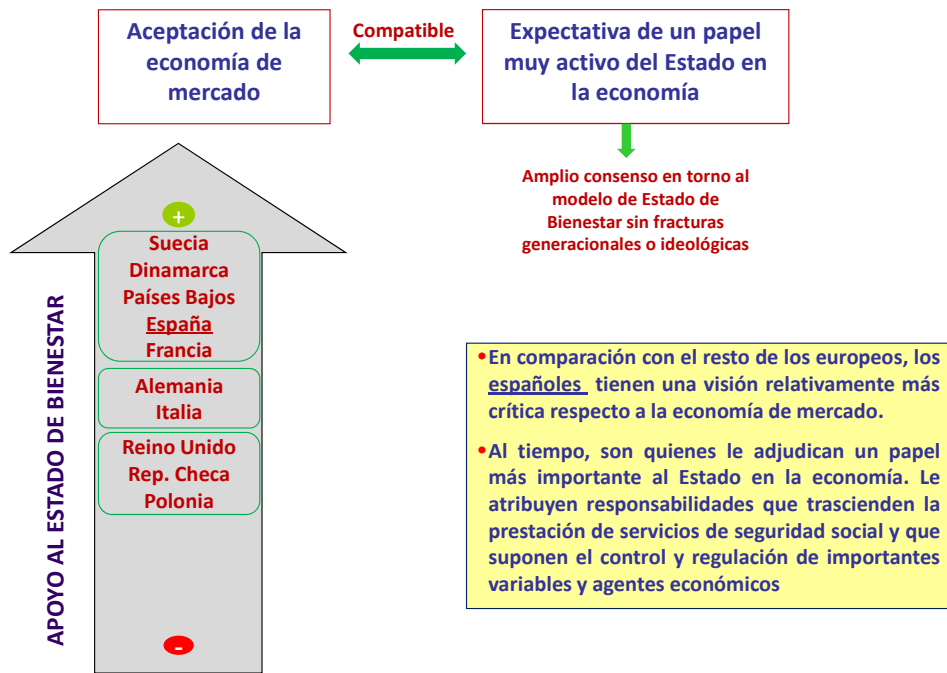 Aceptación de la
economía de
mercado
Compatible
Expectativa de un papel
muy activo del Estado en
la economía
Amplio consenso en torno al
modelo de Estado de
Bienestar sin fracturas
generacionales o ideológicas
APOYO AL ESTADO DE BIENESTAR
+
Suecia
Dinamarca
Países Bajos
España
Francia
Alemania
Italia
Reino Unido
Rep. Checa
Polonia
-
•En comparación con el resto de los europeos, los
españoles tienen una visión relativamente más
crítica respecto a la economía de mercado.
•Al tiempo, son quienes le adjudican un papel
más importante al Estado en la economía. Le
atribuyen responsabilidades que trascienden la
prestación de servicios de seguridad social y que
suponen el control y regulación de importantes
variables y agentes económicos